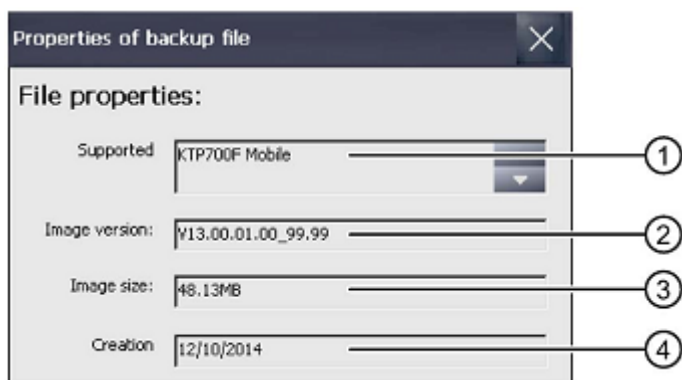 Properties of backup file
File properties:
Supported KTP700F Mobile 1
Image version: V13.00.01.00_99.99 2
Image size: 48.13MB 3
Creation 12/10/2014 4